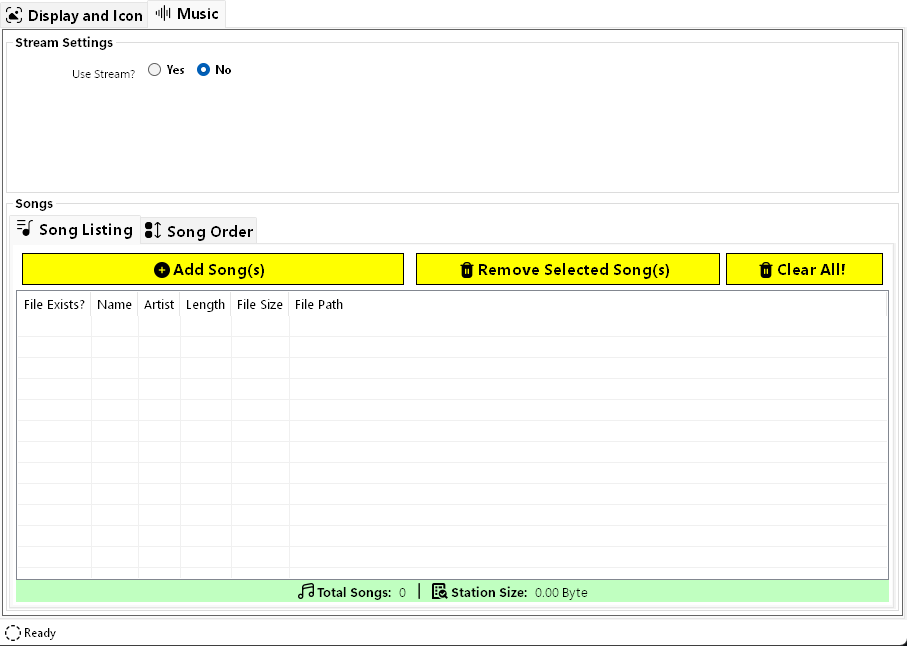 Display and Icon Music
Stream Settings
Use Stream? Yes No
Songs
Song Listing Song Order
Add Song(s) Remove Selected Song(s) Clear All!
File Exists? Name Artist Length File Size File Path
Total Songs: 0 | Station Size: 0.00 Byte
Ready